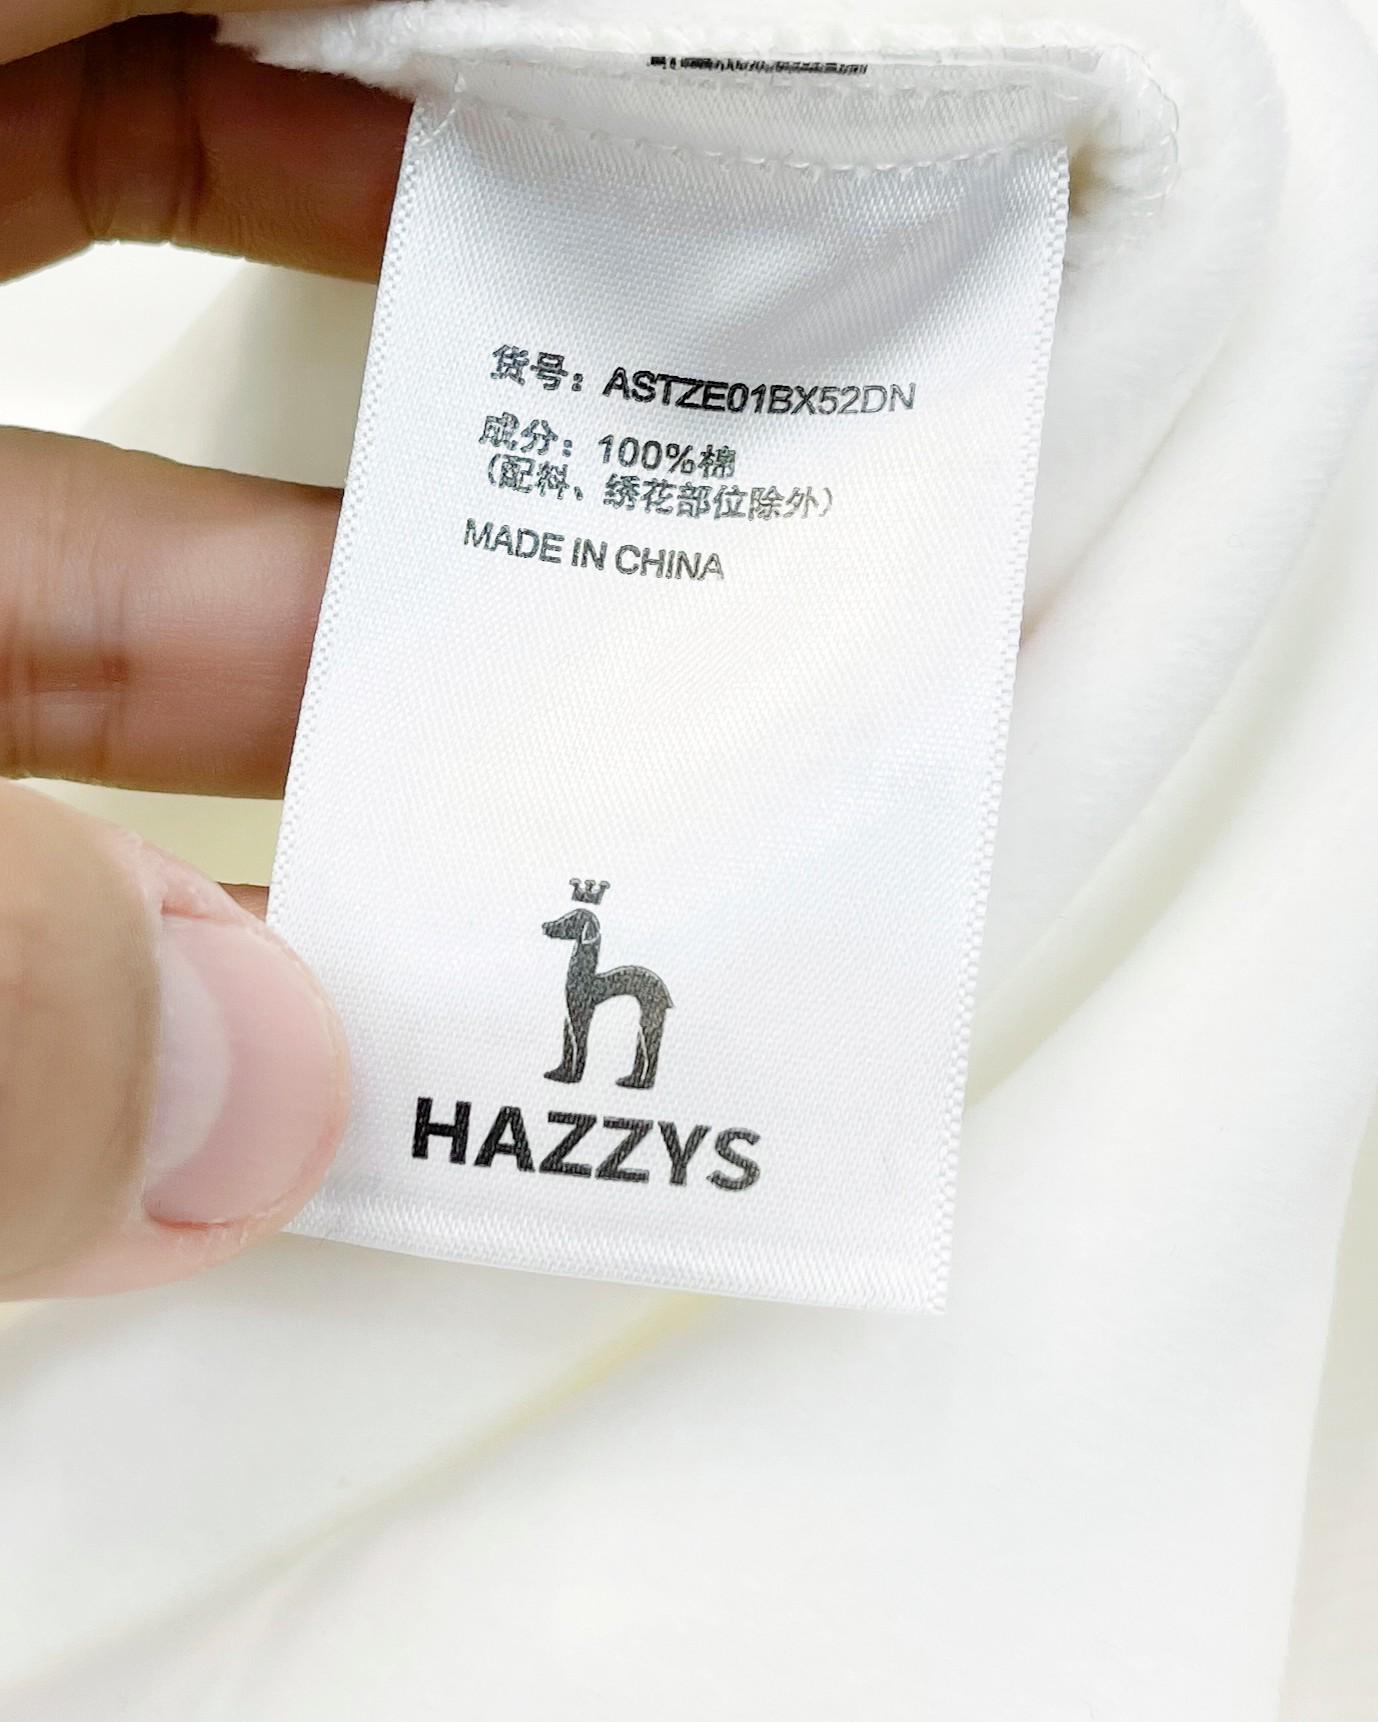 货号：ASTZE01BX52DN
成分：100%棉
（配料、绣花部位除外）
MADE IN CHINA
HAZZYS